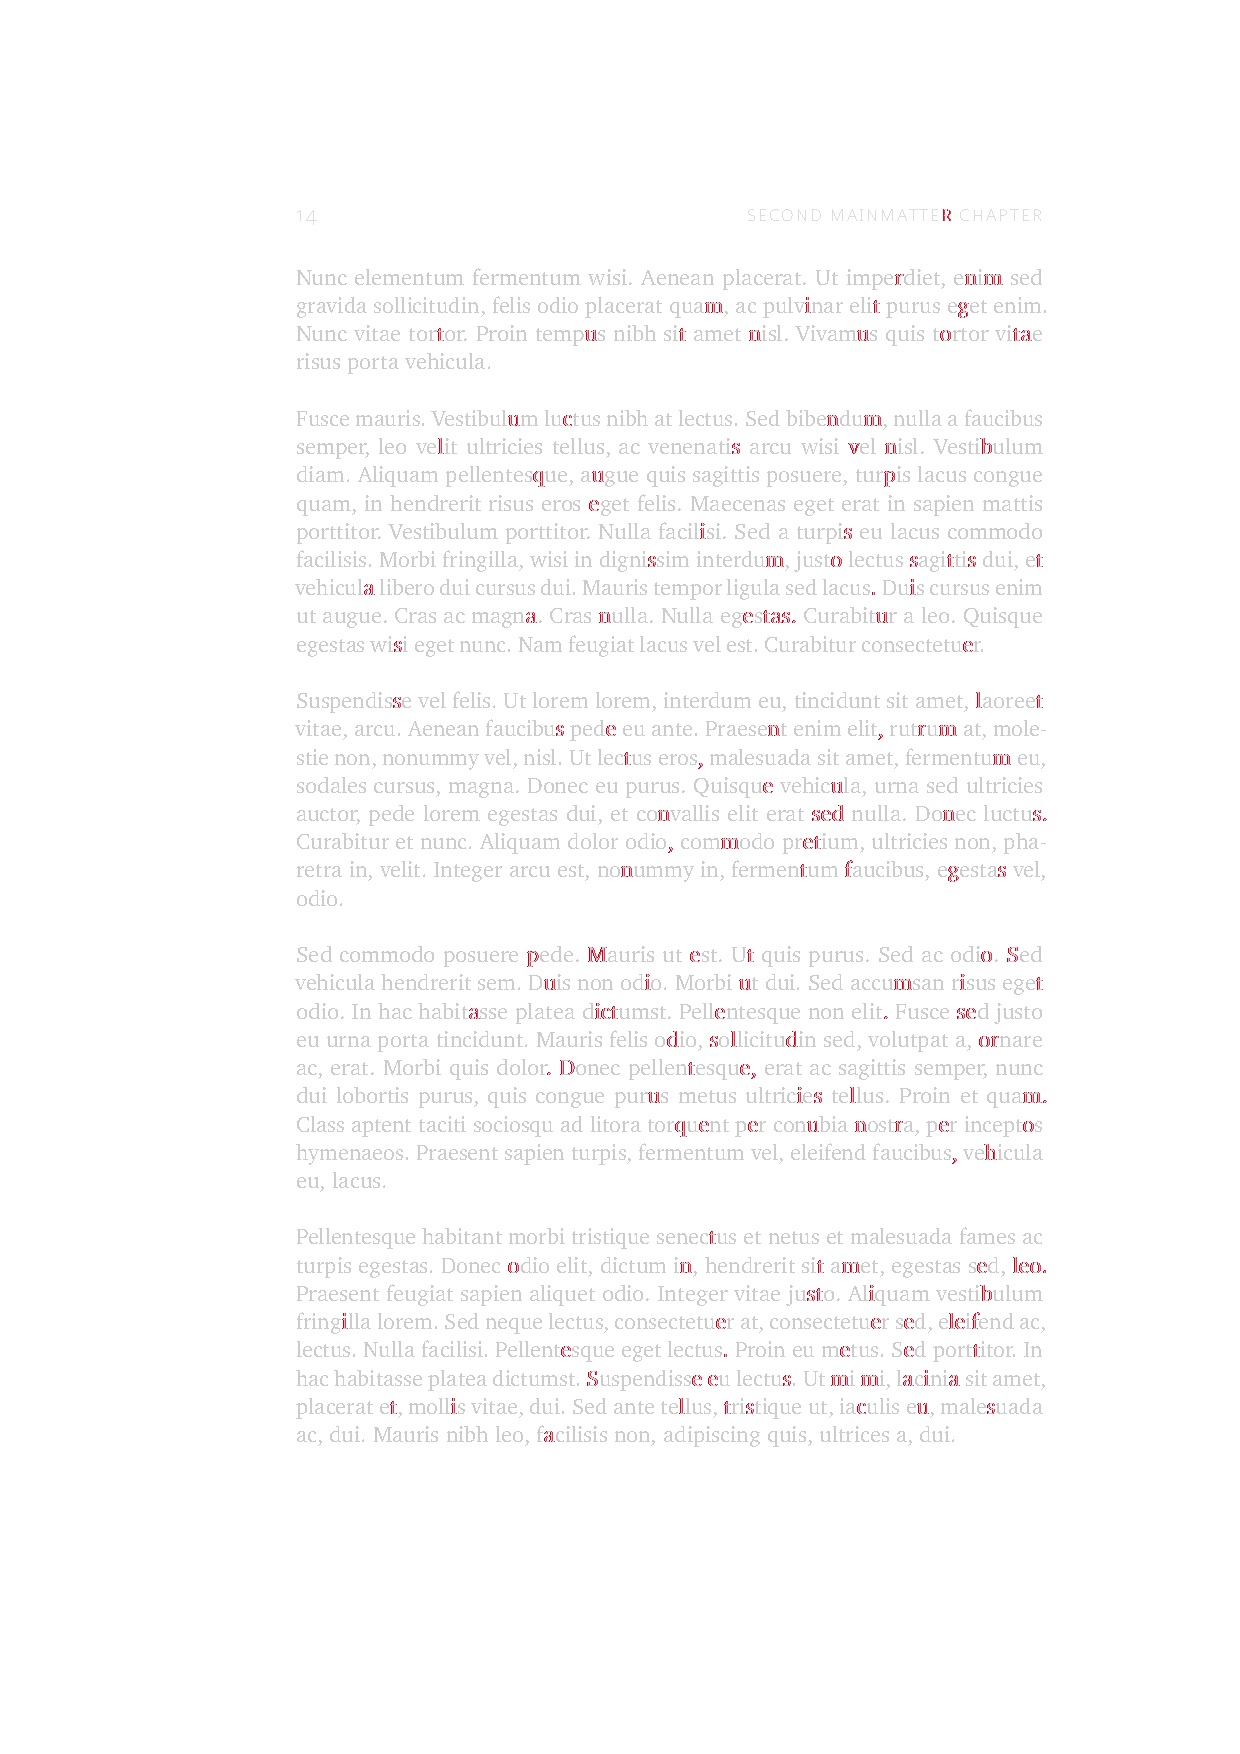 14 SECOND MAINMATTER CHAPTER
Nunc elementum fermentum wisi. Aenean placerat. Ut imperdiet, enim sed
gravida sollicitudin, felis odio placerat quam, ac pulvinar elit purus eget enim.
Nunc vitae tortor. Proin tempus nibh sit amet nisl. Vivamus quis tortor vitae
risus porta vehicula.
Fusce mauris. Vestibulum luctus nibh at lectus. Sed bibendum, nulla a faucibus
semper, leo velit ultricies tellus, ac venenatis arcu wisi vel nisl. Vestibulum
diam. Aliquam pellentesque, augue quis sagittis posuere, turpis lacus congue
quam, in hendrerit risus eros eget felis. Maecenas eget erat in sapien mattis
porttitor. Vestibulum porttitor. Nulla facilisi. Sed a turpis eu lacus commodo
facilisis. Morbi fringilla, wisi in dignissim interdum, justo lectus sagittis dui, et
vehicula libero dui cursus dui. Mauris tempor ligula sed lacus. Duis cursus enim
ut augue. Cras ac magna. Cras nulla. Nulla egestas. Curabitur a leo. Quisque
egestas wisi eget nunc. Nam feugiat lacus vel est. Curabitur consectetuer.
Suspendisse vel felis. Ut lorem lorem, interdum eu, tincidunt sit amet, laoreet
vitae, arcu. Aenean faucibus pede eu ante. Praesent enim elit, rutrum at, mole-
stie non, nonummy vel, nisl. Ut lectus eros, malesuada sit amet, fermentum eu,
sodales cursus, magna. Donec eu purus. Quisque vehicula, urna sed ultricies
auctor, pede lorem egestas dui, et convallis elit erat sed nulla. Donec luctus.
Curabitur et nunc. Aliquam dolor odio, commodo pretium, ultricies non, pha-
retra in, velit. Integer arcu est, nonummy in, fermentum faucibus, egestas vel,
odio.
Sed commodo posuere pede. Mauris ut est. Ut quis purus. Sed ac odio. Sed
vehicula hendrerit sem. Duis non odio. Morbi ut dui. Sed accumsan risus eget
odio. In hac habitasse platea dictumst. Pellentesque non elit. Fusce sed justo
eu urna porta tincidunt. Mauris felis odio, sollicitudin sed, volutpat a, ornare
ac, erat. Morbi quis dolor. Donec pellentesque, erat ac sagittis semper, nunc
dui lobortis purus, quis congue purus metus ultricies tellus. Proin et quam.
Class aptent taciti sociosqu ad litora torquent per conubia nostra, per inceptos
hymenaeos. Praesent sapien turpis, fermentum vel, eleifend faucibus, vehicula
eu, lacus.
Pellentesque habitant morbi tristique senectus et netus et malesuada fames ac
turpis egestas. Donec odio elit, dictum in, hendrerit sit amet, egestas sed, leo.
Praesent feugiat sapien aliquet odio. Integer vitae justo. Aliquam vestibulum
fringilla lorem. Sed neque lectus, consectetuer at, consectetuer sed, eleifend ac,
lectus. Nulla facilisi. Pellentesque eget lectus. Proin eu metus. Sed porttitor. In
hac habitasse platea dictumst. Suspendisse eu lectus. Ut mi mi, lacinia sit amet,
placerat et, mollis vitae, dui. Sed ante tellus, tristique ut, iaculis eu, malesuada
ac, dui. Mauris nibh leo, facilisis non, adipiscing quis, ultrices a, dui.